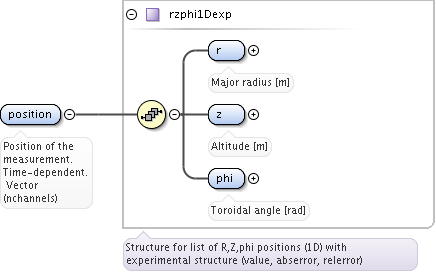 rzphi1Dexp
r
Major radius [m]
position
z
Position of the
measurement.
Time-dependent.
Vector
(nchannels)
Altitude [m]
phi
Toroidal angle [rad]
Structure for list of R,Z,phi positions (1D) with
experimental structure (value, abserror, relerror)